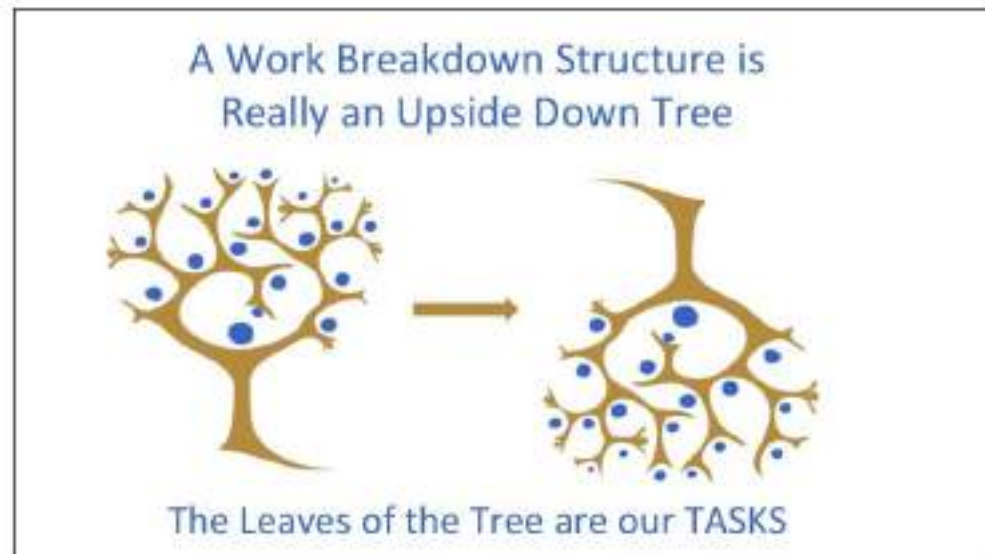 A Work Breakdown Structure is
Really an Upside Down Tree
The Leaves of the Tree are our TASKS